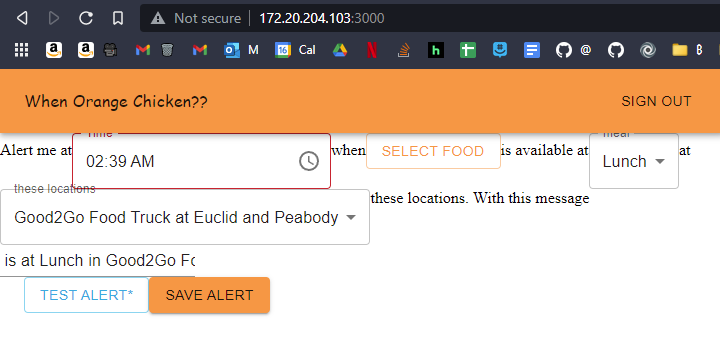 Not secure | 172.20.204.103:3000
M M M 16 Cal B
When Orange Chicken?? SIGN OUT
Time meal
Alert me at 02:39 AM when SELECT FOOD is available at Lunch at
these locations
Good2Go Food Truck at Euclid and Peabody these locations. With this message
is at Lunch in Good2Go Fo
TEST ALERT* SAVE ALERT